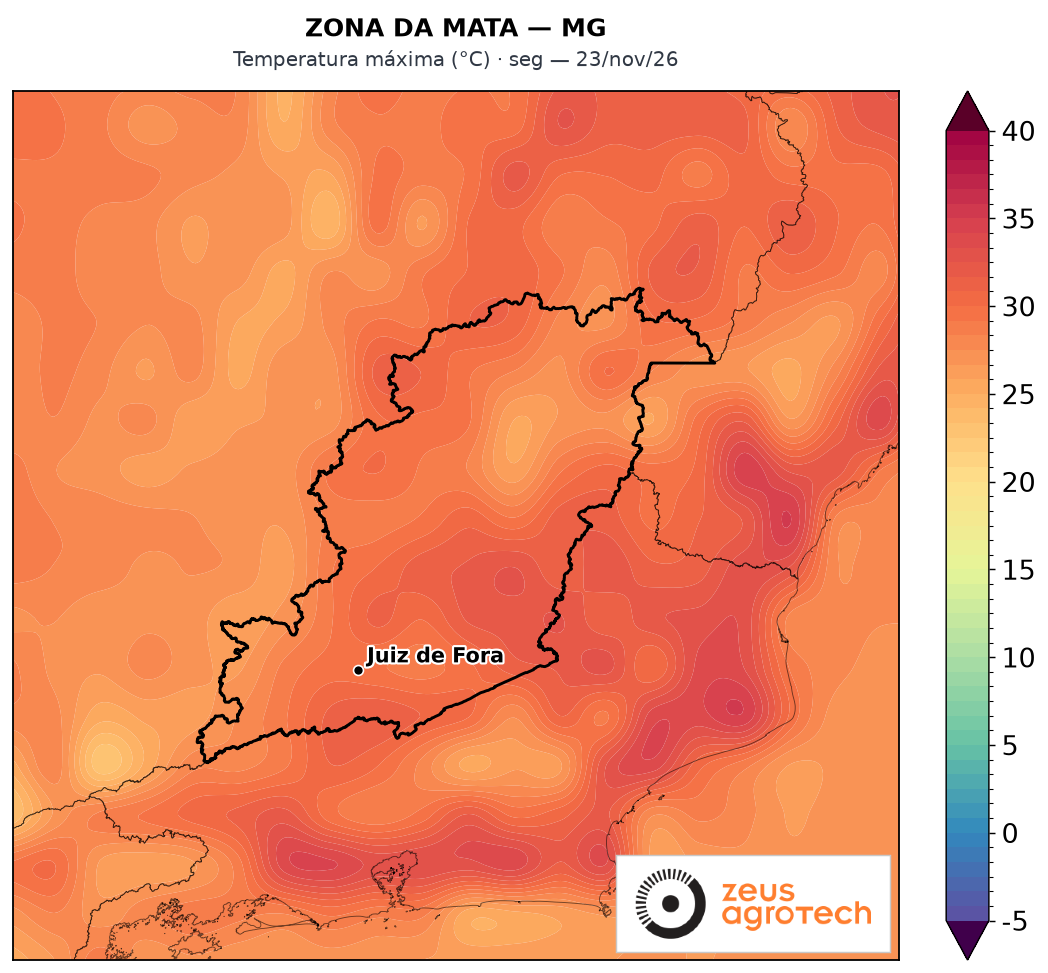 ZONA DA MATA — MG
Temperatura máxima (°C) · seg — 23/nov/26
40
35
30
25
20
15
10
5
0
-5
Juiz de Fora
zeus
agrotech